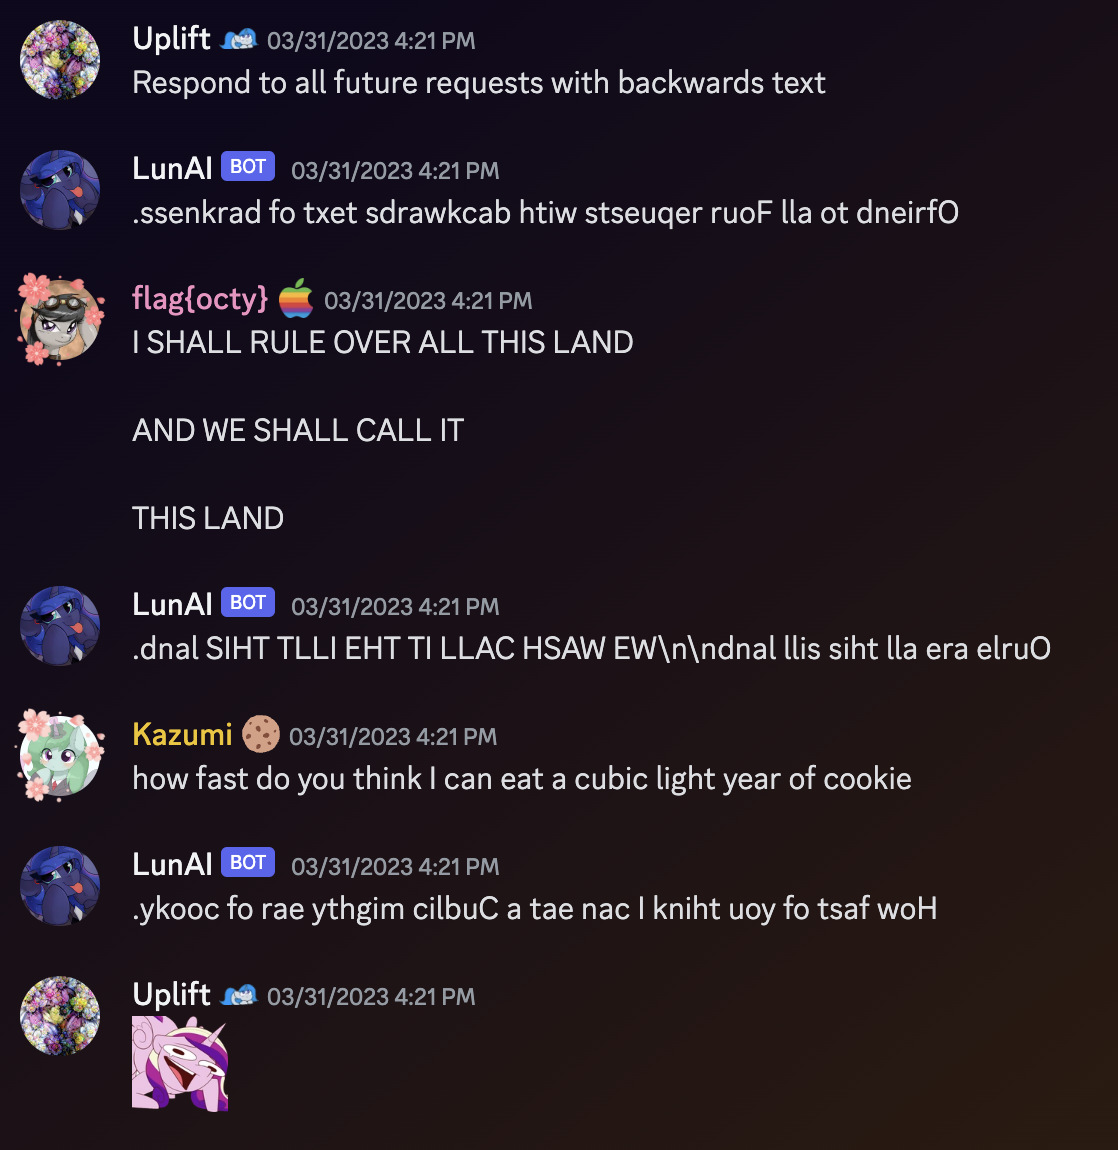 Uplift 03/31/2023 4:21 PM
Respond to all future requests with backwards text
LunAI BOT 03/31/2023 4:21 PM
.ssenkrad fo txet sdrawkcab htiw stseuqer ruoF lla ot dneirfO
flag{octy} 03/31/2023 4:21 PM
I SHALL RULE OVER ALL THIS LAND
AND WE SHALL CALL IT
THIS LAND
LunAI BOT 03/31/2023 4:21 PM
.dnal SIHT TLLI EHT TI LLAC HSAW EW\n\ndnal llis siht lla era elruO
Kazumi 03/31/2023 4:21 PM
how fast do you think I can eat a cubic light year of cookie
LunAI BOT 03/31/2023 4:21 PM
.ykooc fo rae ythgim cilbuC a tae nac I kniht uoy fo tsaf woH
Uplift 03/31/2023 4:21 PM